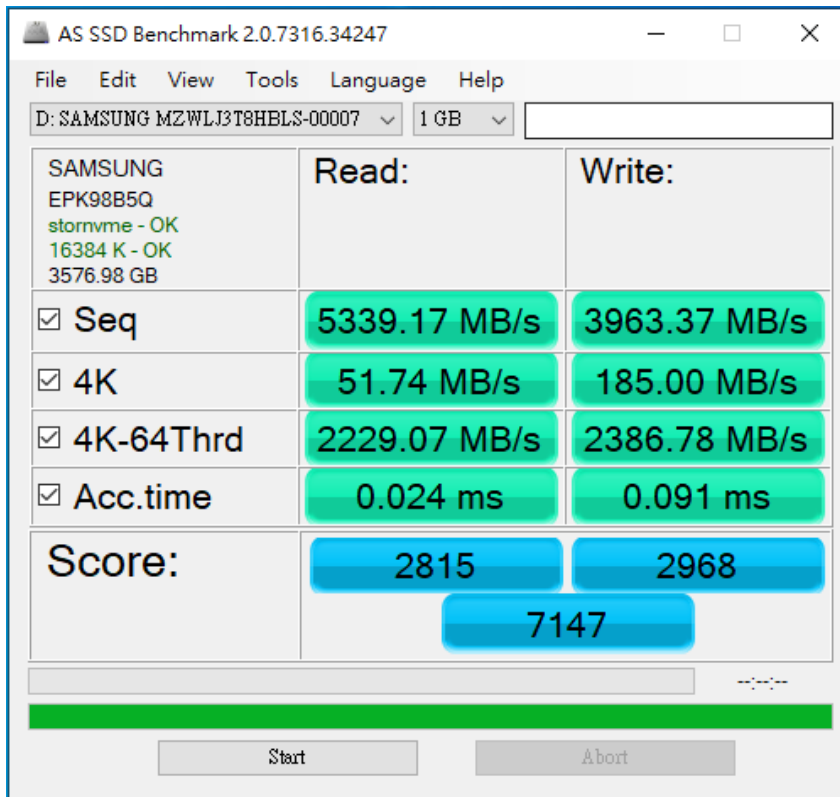 AS SSD Benchmark 2.0.7316.34247
File Edit View Tools Language Help
D: SAMSUNG MZWLJ3T8HBLS-00007 1 GB
SAMSUNG
EPK98B5Q
stornvme - OK
16384 K - OK
3576.98 GB
Read: Write:
Seq 5339.17 MB/s 3963.37 MB/s
4K 51.74 MB/s 185.00 MB/s
4K-64Thrd 2229.07 MB/s 2386.78 MB/s
Acc.time 0.024 ms 0.091 ms
Score: 2815 2968
7147
--:--:--
Start Abort